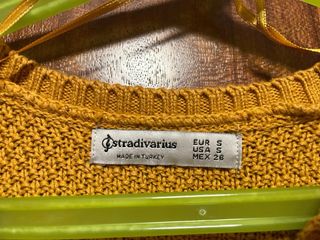 stradivarius
MADE IN TURKEY
EUR S
USA S
MEX 26